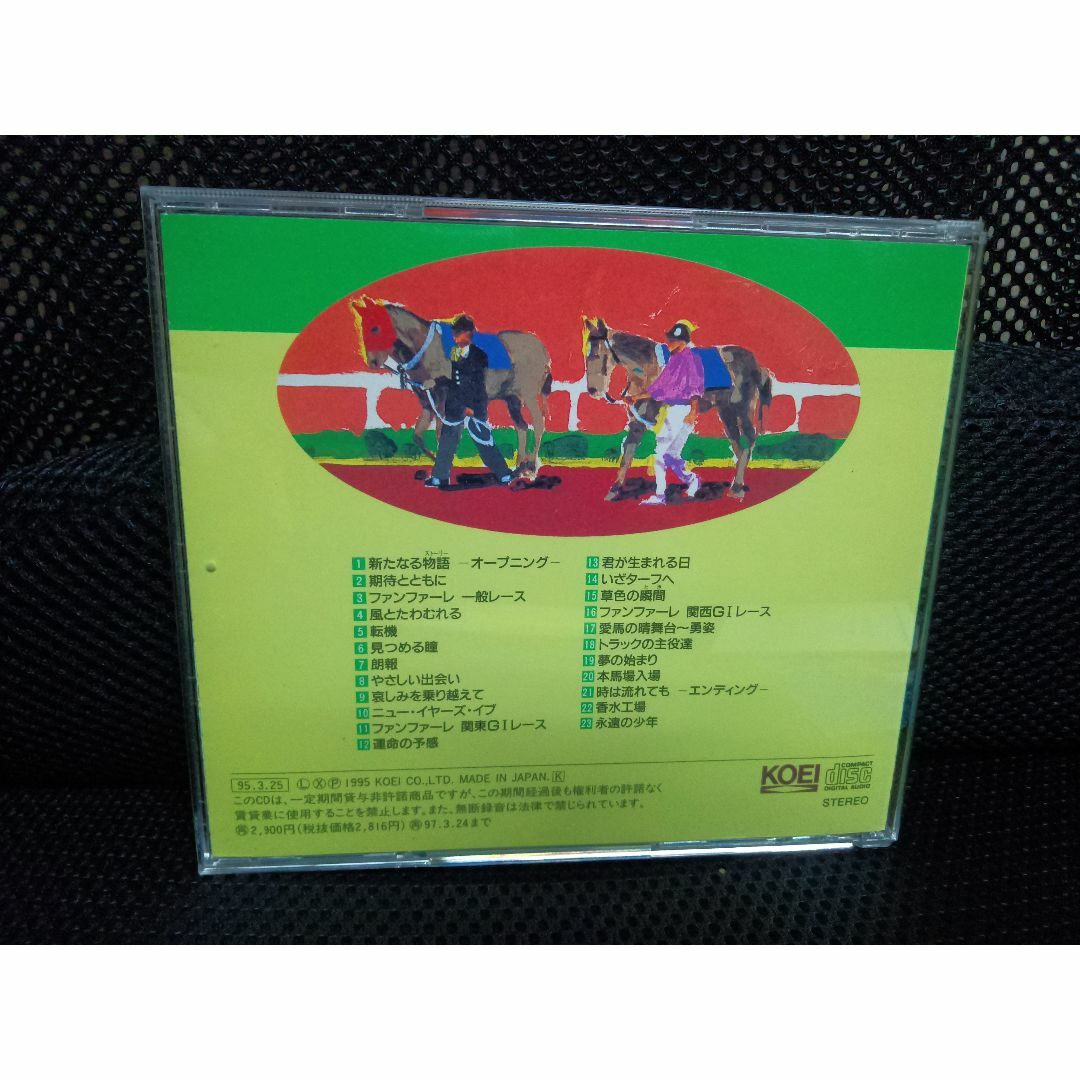 ストーリー
1 新たなる物語 －オープニング－
2 期待とともに
3 ファンファーレ 一般レース
4 風とたわむれる
5 転機
6 見つめる瞳
7 朗報
8 やさしい出会い
9 哀しみを乗り越えて
10 ニュー・イヤーズ・イブ
11 ファンファーレ 関東GIレース
12 運命の予感
13 君が生まれる日
14 いざターフへ
とき
15 草色の瞬間
16 ファンファーレ 関西GIレース
17 愛馬の晴舞台～勇姿
18 トラックの主役達
19 夢の始まり
20 本馬場入場
21 時は流れても －エンディング－
22 香水工場
23 永遠の少年
95.3.25 Ⓛ Ⓧ Ⓟ 1995 KOEI CO.,LTD. MADE IN JAPAN. K
このCDは、一定期間貸与非許諾商品ですが、この期間経過後も権利者の許諾なく
賃貸業に使用することを禁止します。また、無断録音は法律で禁じられています。
㋸2,900円(税抜価格2,816円)㋸97.3.24まで
KOEI
COMPACT
disc
DIGITAL AUDIO
STEREO